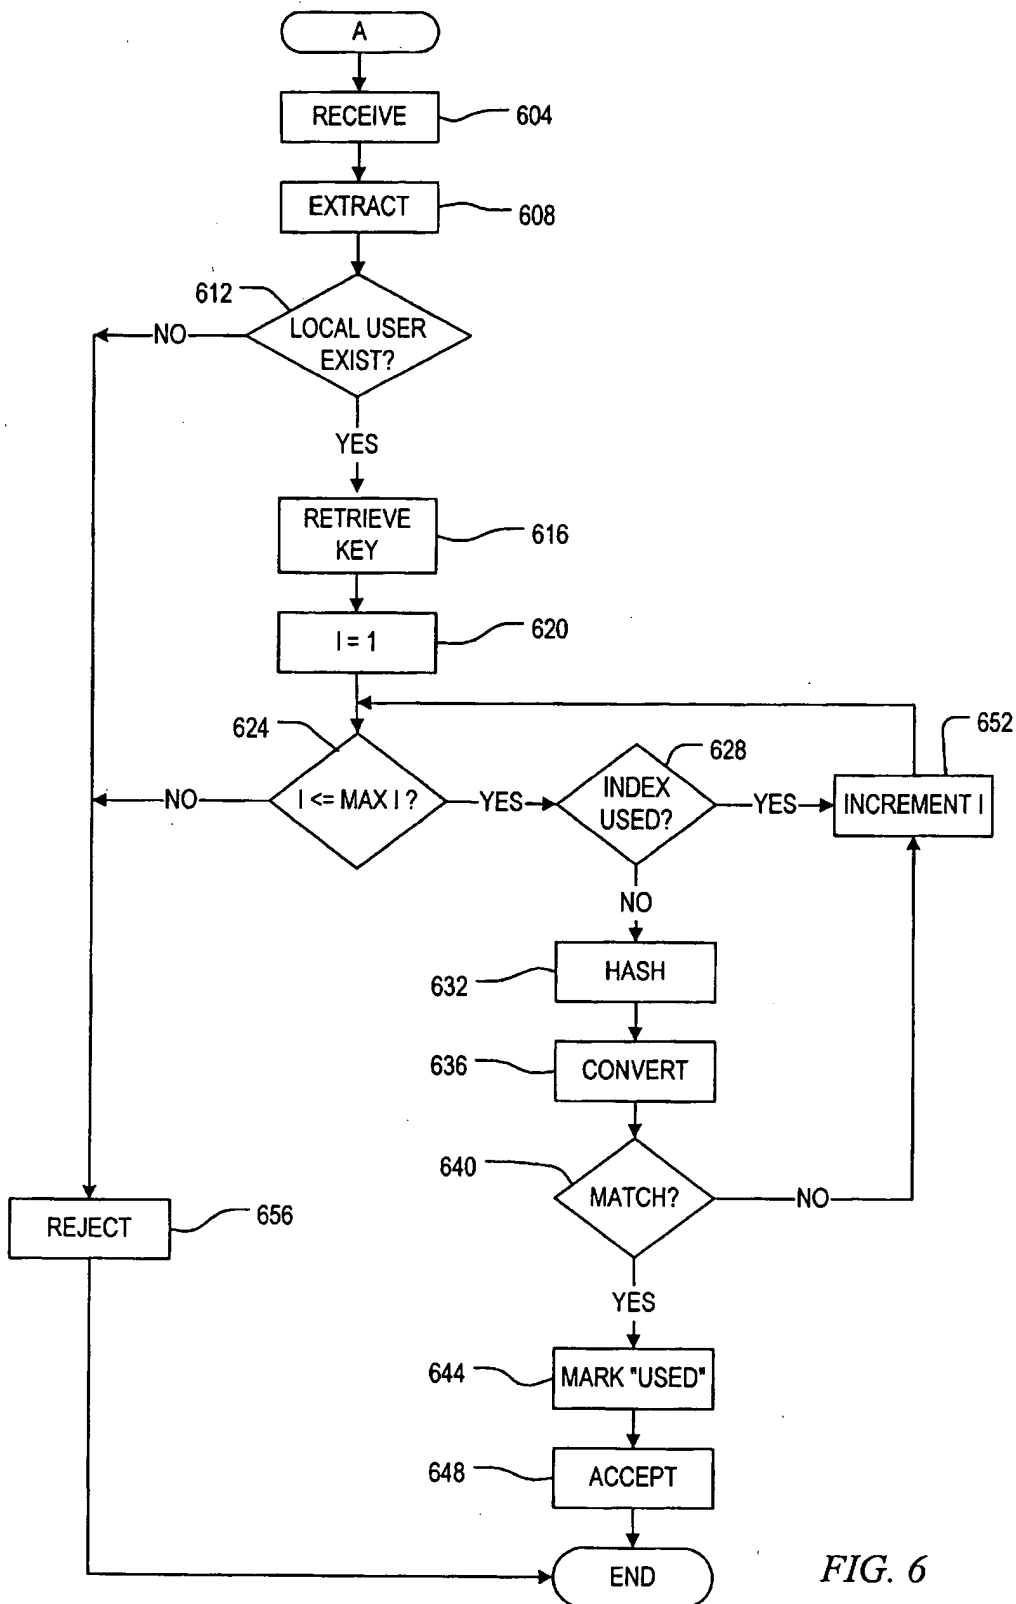 A
RECEIVE
604
EXTRACT
608
612
LOCAL USER
EXIST?
NO
YES
RETRIEVE
KEY
616
I = 1
620
624
I <= MAX I ?
NO
YES
628
INDEX
USED?
YES
652
INCREMENT I
NO
HASH
632
CONVERT
636
640
MATCH?
NO
REJECT
656
YES
644
MARK "USED"
648
ACCEPT
END
FIG. 6